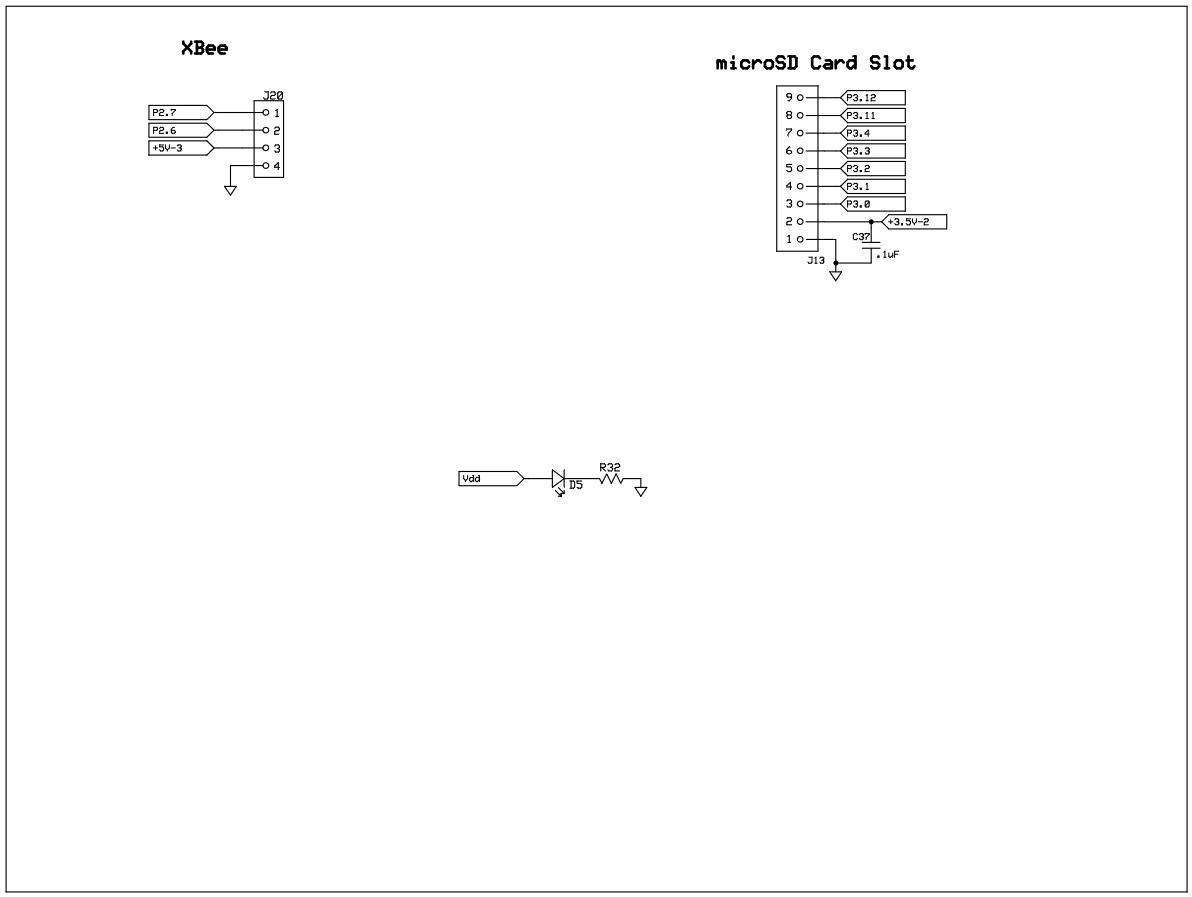 XBee
J20
P2.7 1
P2.6 2
+5V-3 3
4
microSD Card Slot
9 P3.12
8 P3.11
7 P3.4
6 P3.3
5 P3.2
4 P3.1
3 P3.0
2 +3.5V-2
1 C37
.1uF
J13
R32
Vdd
D5